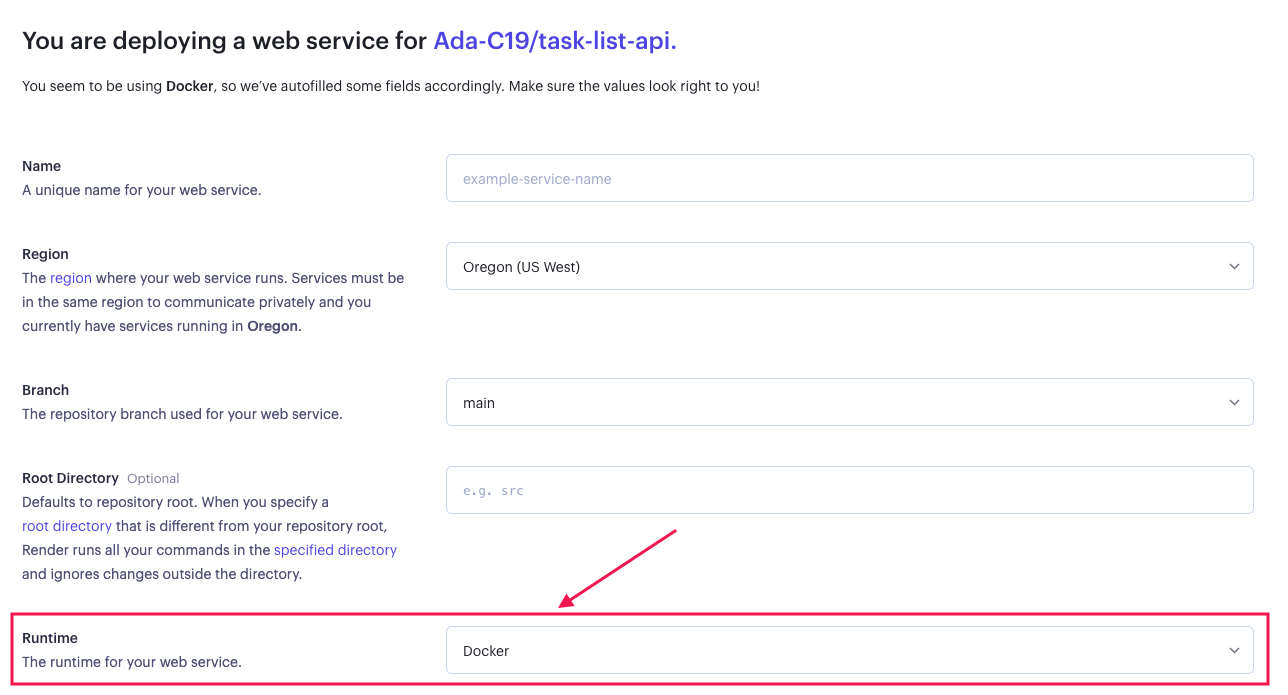 You are deploying a web service for Ada-C19/task-list-api.
You seem to be using Docker, so we’ve autofilled some fields accordingly. Make sure the values look right to you!
Name
A unique name for your web service.
example-service-name
Region
The region where your web service runs. Services must be
in the same region to communicate privately and you
currently have services running in Oregon.
Oregon (US West)
Branch
The repository branch used for your web service.
main
Root Directory Optional
Defaults to repository root. When you specify a
root directory that is different from your repository root,
Render runs all your commands in the specified directory
and ignores changes outside the directory.
e.g. src
Runtime
The runtime for your web service.
Docker